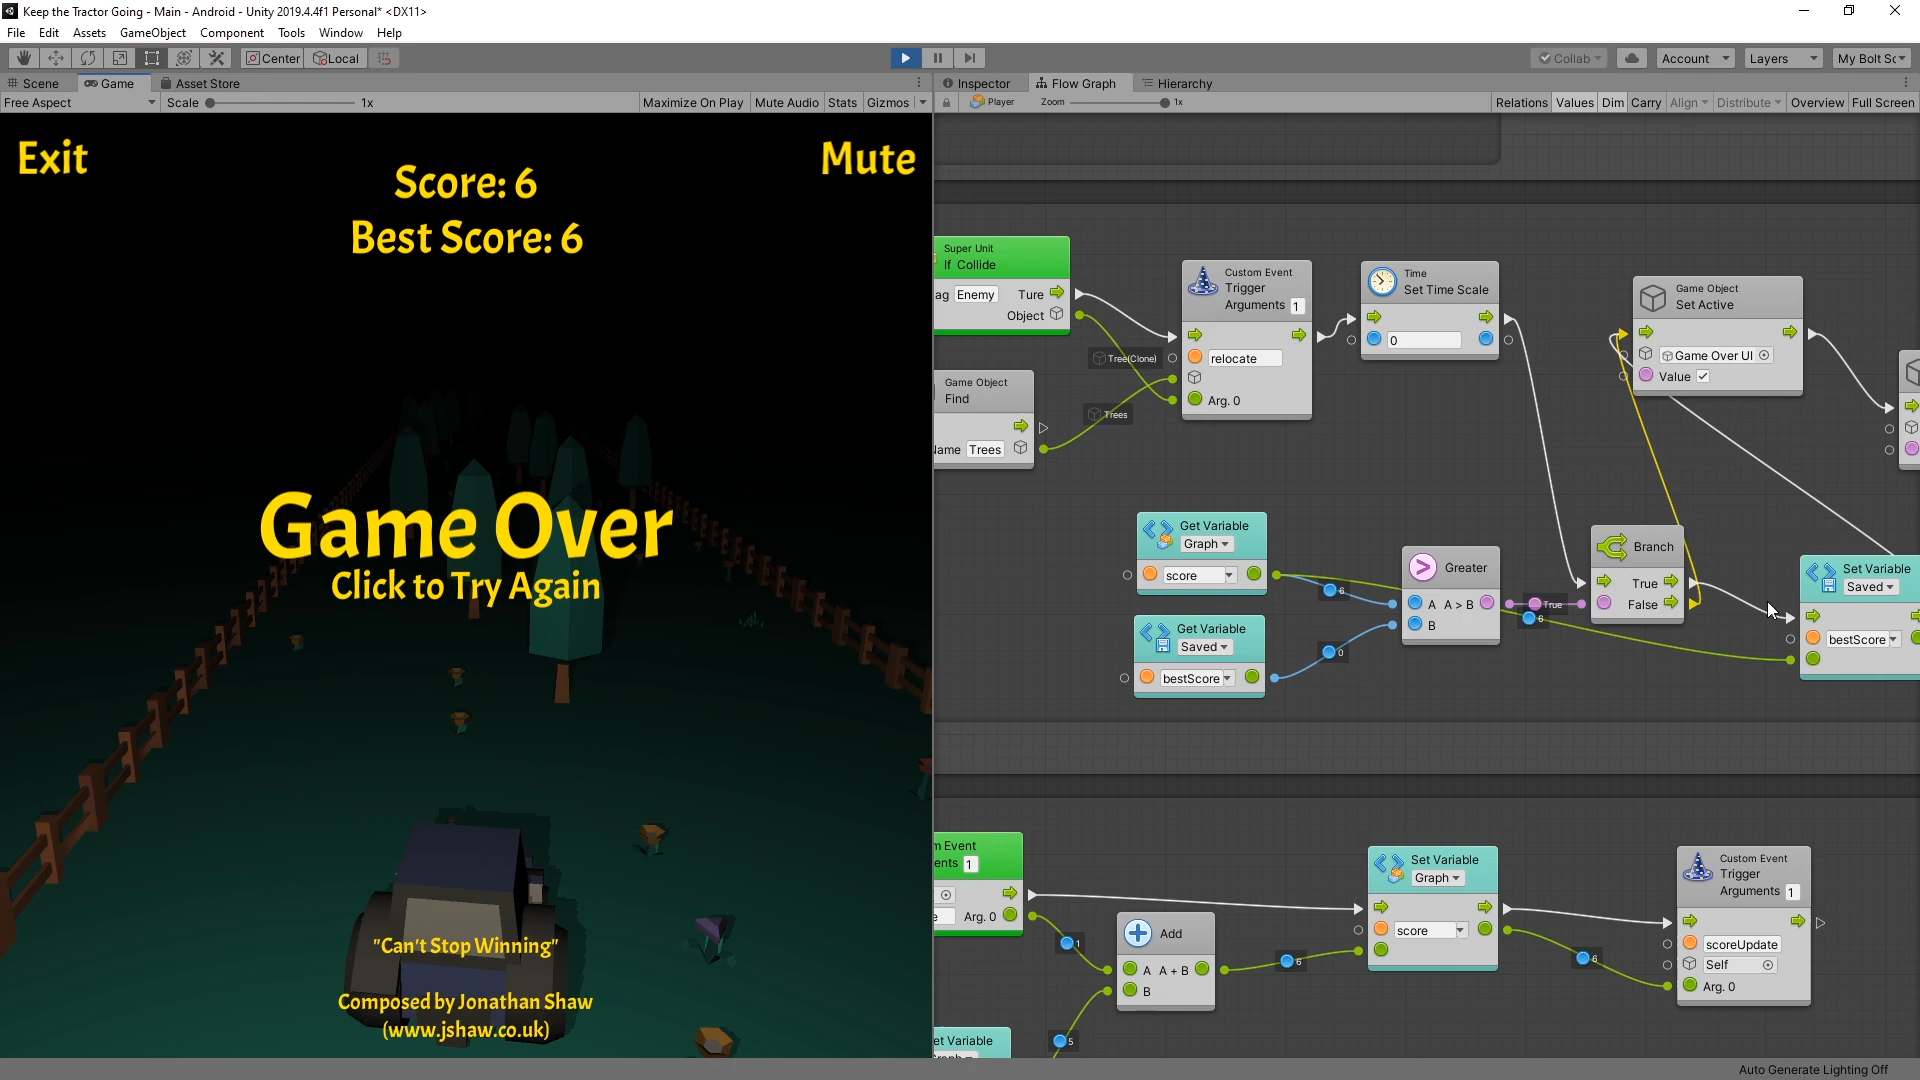 Keep the Tractor Going - Main - Android - Unity 2019.4.4f1 Personal* <DX11>
File Edit Assets GameObject Component Tools Window Help
Center Local
Collab Account Layers My Bolt Sc
Scene Game Asset Store
Inspector Flow Graph Hierarchy
Free Aspect Scale 1x Maximize On Play Mute Audio Stats Gizmos
Player Zoom 1x Relations Values Dim Carry Align Distribute Overview Full Screen
Exit
Mute
Score: 6
Best Score: 6
Game Over
Click to Try Again
"Can't Stop Winning"
Composed by Jonathan Shaw
(www.jshaw.co.uk)
Super Unit
If Collide
ag Enemy Ture
Object
Tree(Clone)
Game Object
Find
ame Trees
Trees
Custom Event
Trigger
Arguments 1
relocate
Arg. 0
Time
Set Time Scale
0
Game Object
Set Active
Game Over UI
Value
Get Variable
Graph
score
6
Get Variable
Saved
bestScore
0
Greater
A A > B
B
True
6
Branch
True
False
Set Variable
Saved
bestScore
m Event
ents 1
e Arg. 0
1
Add
A A + B
B
5
6
et Variable
Set Variable
Graph
score
6
Custom Event
Trigger
Arguments 1
scoreUpdate
Self
Arg. 0
Auto Generate Lighting Off